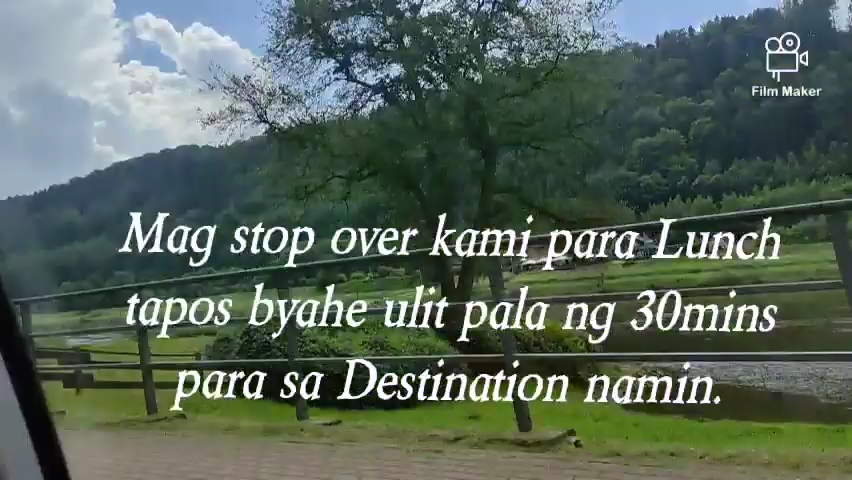 Film Maker
Mag stop over kami para Lunch
tapos byahe ulit pala ng 30mins
para sa Destination namin.